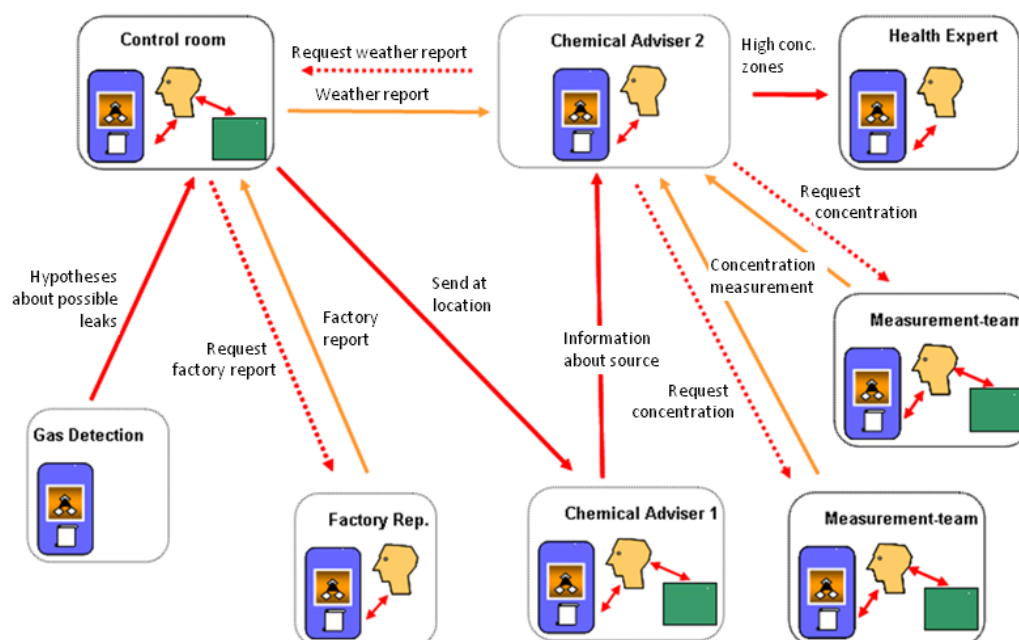 Control room
Request weather report
Weather report
Chemical Adviser 2
High conc.
zones
Health Expert
Request
concentration
Hypotheses
about possible
leaks
Send at
location
Concentration
measurement
Factory
report
Request
factory report
Information
about source
Request
concentration
Measurement-team
Gas Detection
Factory Rep.
Chemical Adviser 1
Measurement-team